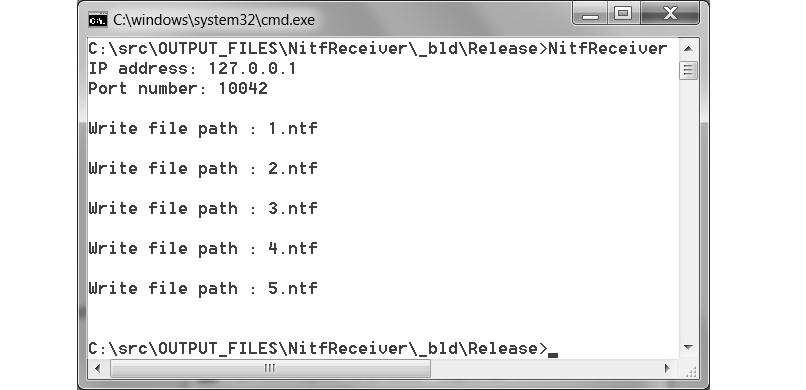 C:\windows\system32\cmd.exe
C:\src\OUTPUT_FILES\NitfReceiver\_bld\Release>NitfReceiver
IP address: 127.0.0.1
Port number: 10042
Write file path : 1.ntf
Write file path : 2.ntf
Write file path : 3.ntf
Write file path : 4.ntf
Write file path : 5.ntf
C:\src\OUTPUT_FILES\NitfReceiver\_bld\Release>_